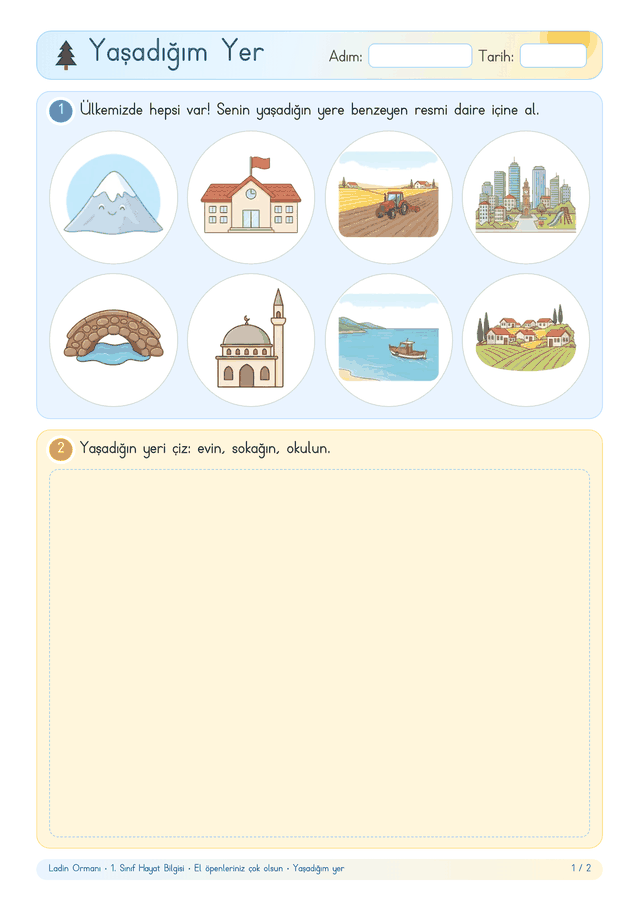 Yaşadığım Yer
Adım:
Tarih:
1 Ülkemizde hepsi var! Senin yaşadığın yere benzeyen resmi daire içine al.
2 Yaşadığın yeri çiz: evin, sokağın, okulun.
Ladin Ormanı • 1. Sınıf Hayat Bilgisi • El öpenleriniz çok olsun • Yaşadığım yer
1 / 2